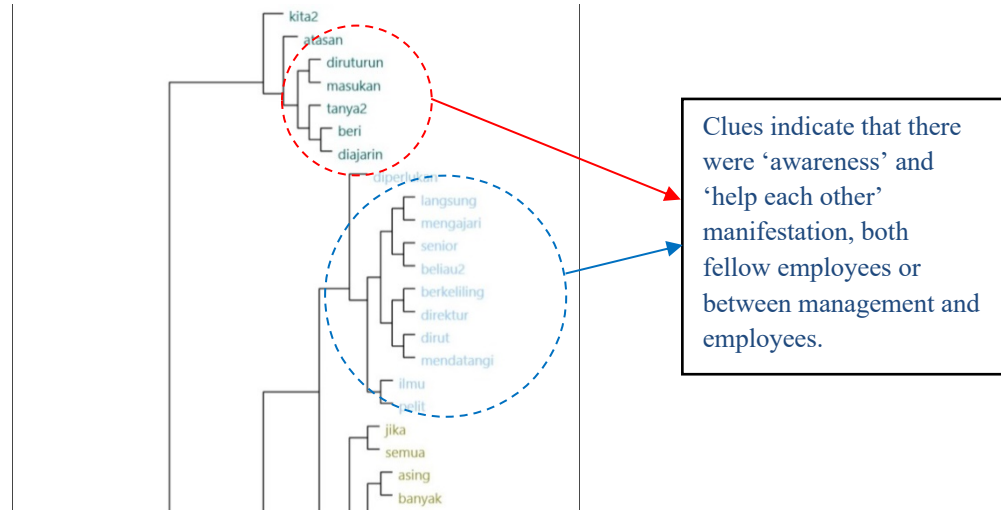 kita2
atasan
diruturun
masukan
tanya2
beri
diajarin
diperlukan
langsung
mengajari
senior
beliau2
berkeliling
direktur
dirut
mendatangi
ilmu
pelit
jika
semua
asing
banyak
Clues indicate that there
were ‘awareness’ and
‘help each other’
manifestation, both
fellow employees or
between management and
employees.